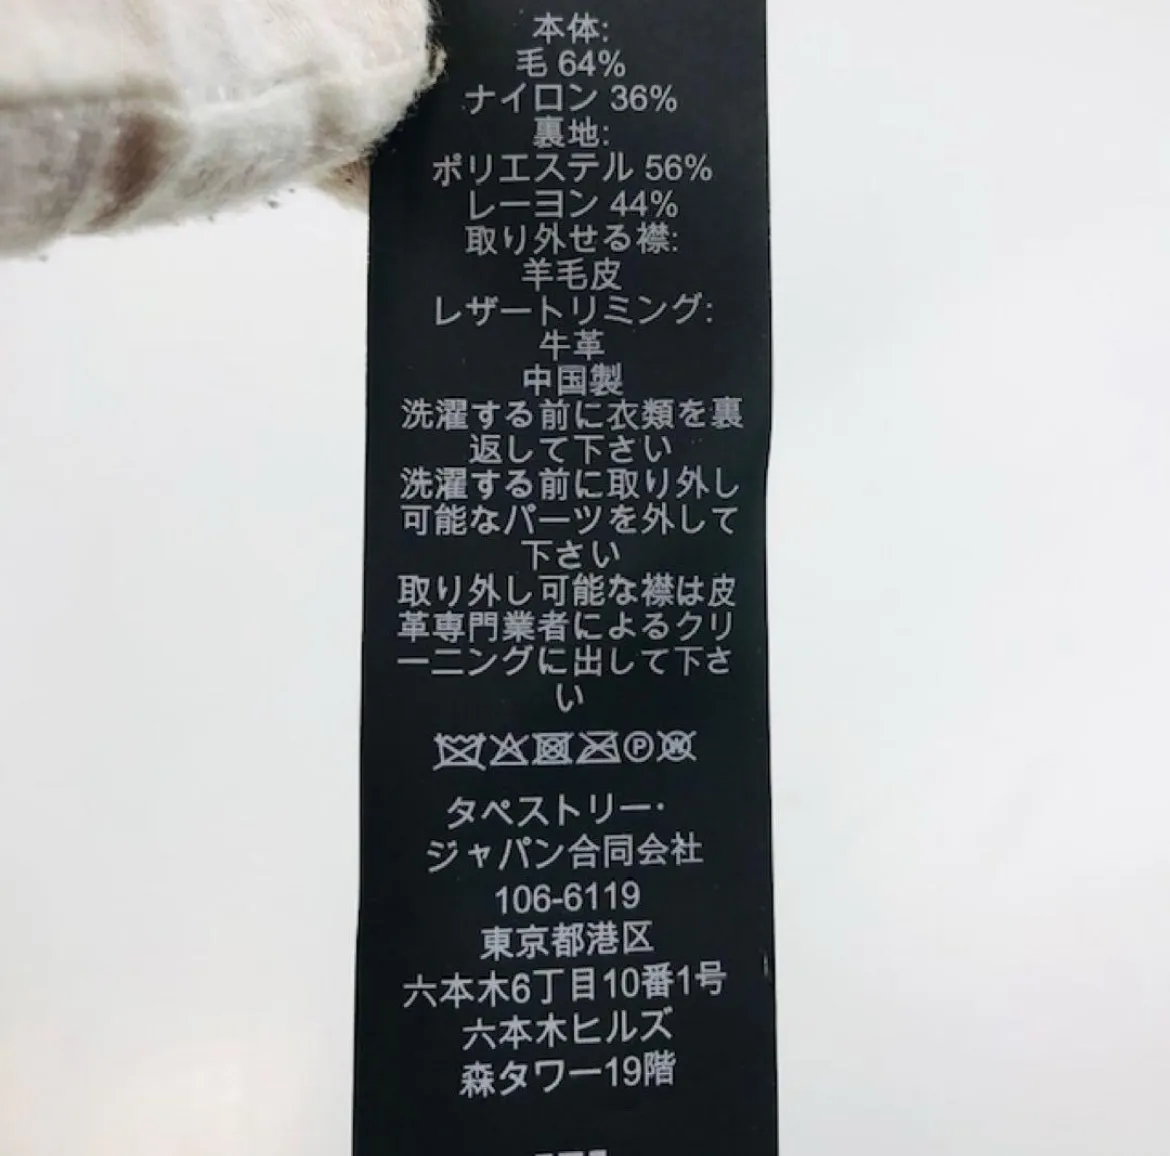 本体:
毛 64%
ナイロン 36%
裏地:
ポリエステル 56%
レーヨン 44%
取り外せる襟:
羊毛皮
レザートリミング:
牛革
中国製
洗濯する前に衣類を裏
返して下さい
洗濯する前に取り外し
可能なパーツを外して
下さい
取り外し可能な襟は皮
革専門業者によるクリ
ーニングに出して下さ
い
P W
タペストリー·
ジャパン合同会社
106-6119
東京都港区
六本木6丁目10番1号
六本木ヒルズ
森タワー19階